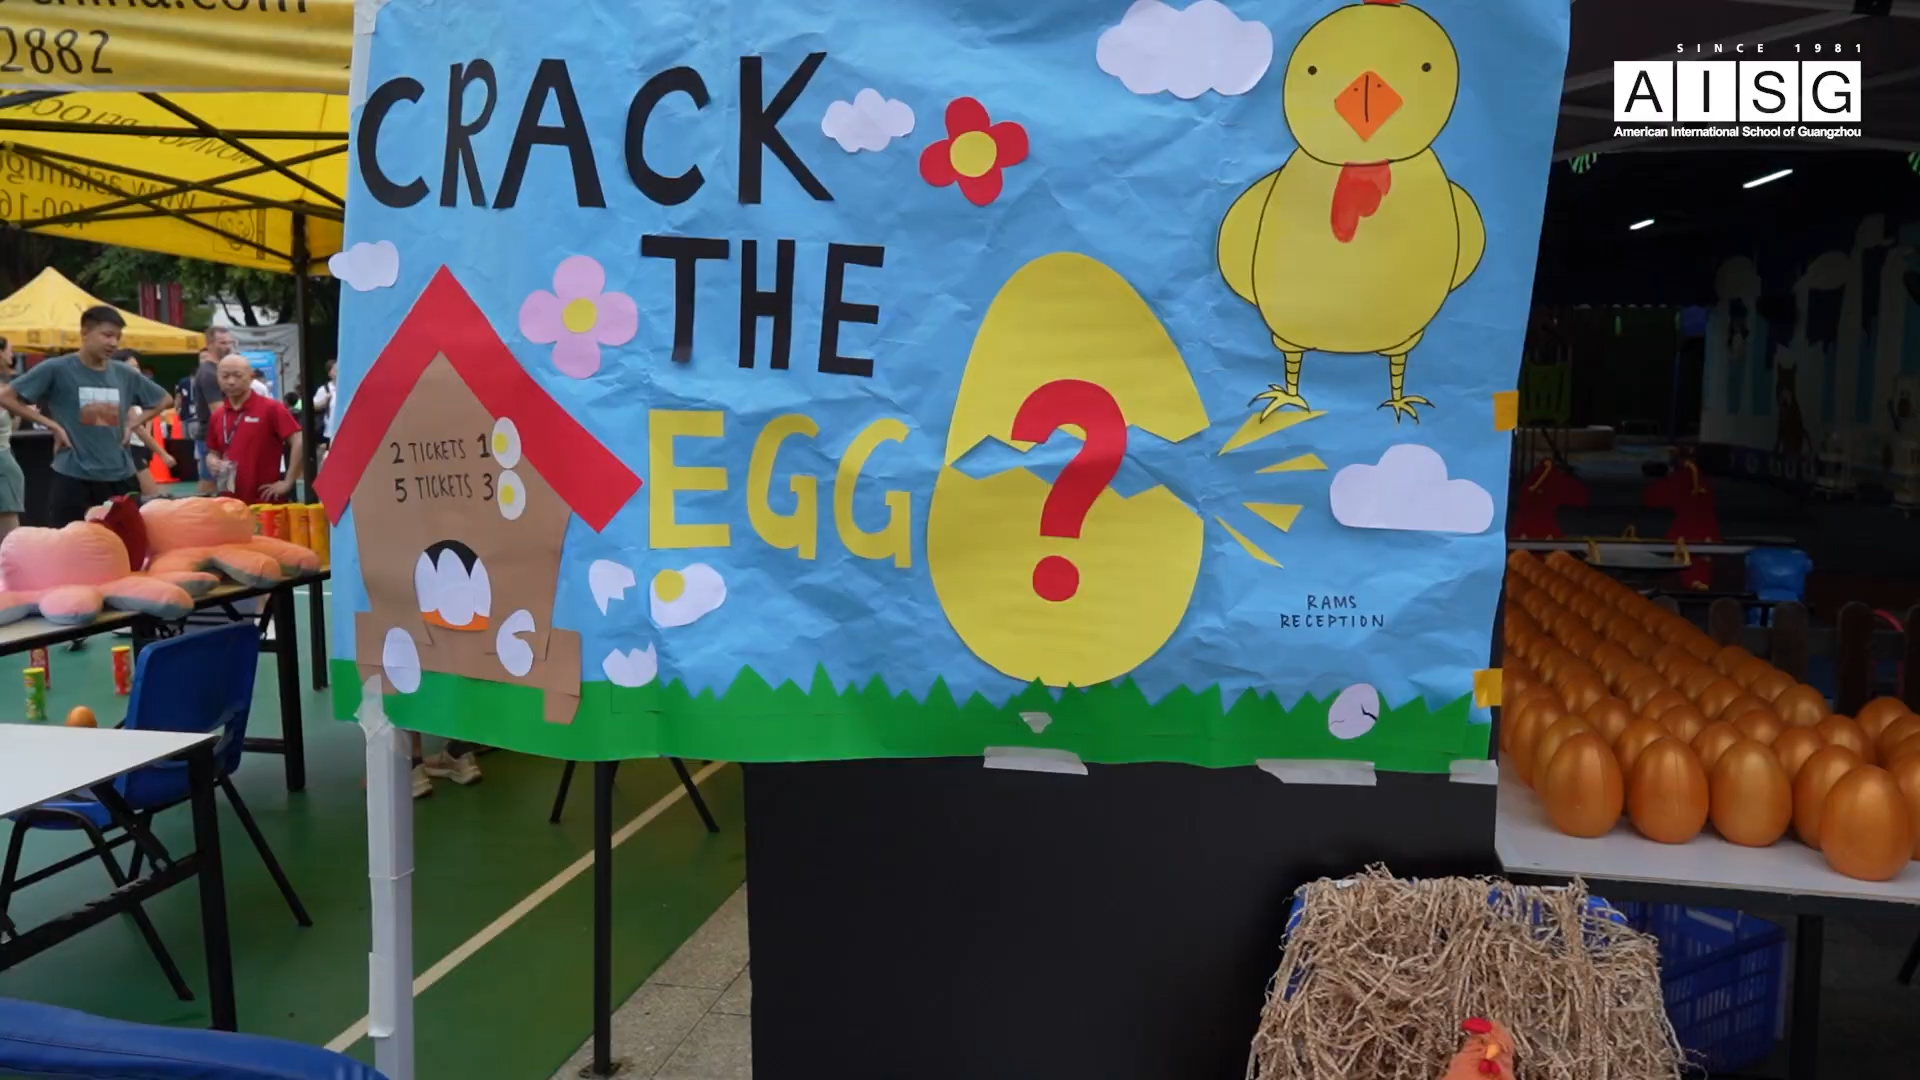 2882
CRACK
THE
EGG
?
2 TICKETS 1
5 TICKETS 3
RAMS
RECEPTION
SINCE 1981
AISG
American International School of Guangzhou